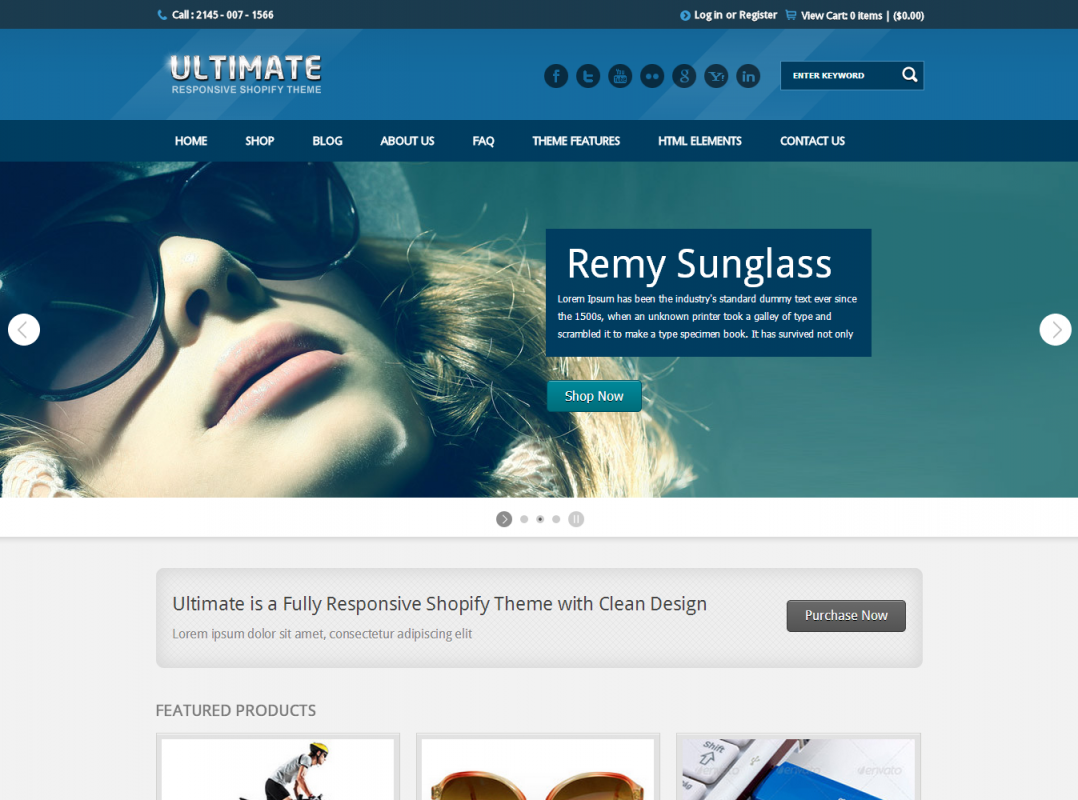 Call : 2145 - 007 - 1566
Log in or Register
View Cart: 0 items | ($0.00)
ULTIMATE
RESPONSIVE SHOPIFY THEME
f
t
You
Tube
g
Y!
in
ENTER KEYWORD
HOME SHOP BLOG ABOUT US FAQ THEME FEATURES HTML ELEMENTS CONTACT US
Remy Sunglass
Lorem Ipsum has been the industry's standard dummy text ever since
the 1500s, when an unknown printer took a galley of type and
scrambled it to make a type specimen book. It has survived not only
Shop Now
Ultimate is a Fully Responsive Shopify Theme with Clean Design
Lorem ipsum dolor sit amet, consectetur adipiscing elit
Purchase Now
FEATURED PRODUCTS
Shift
envato